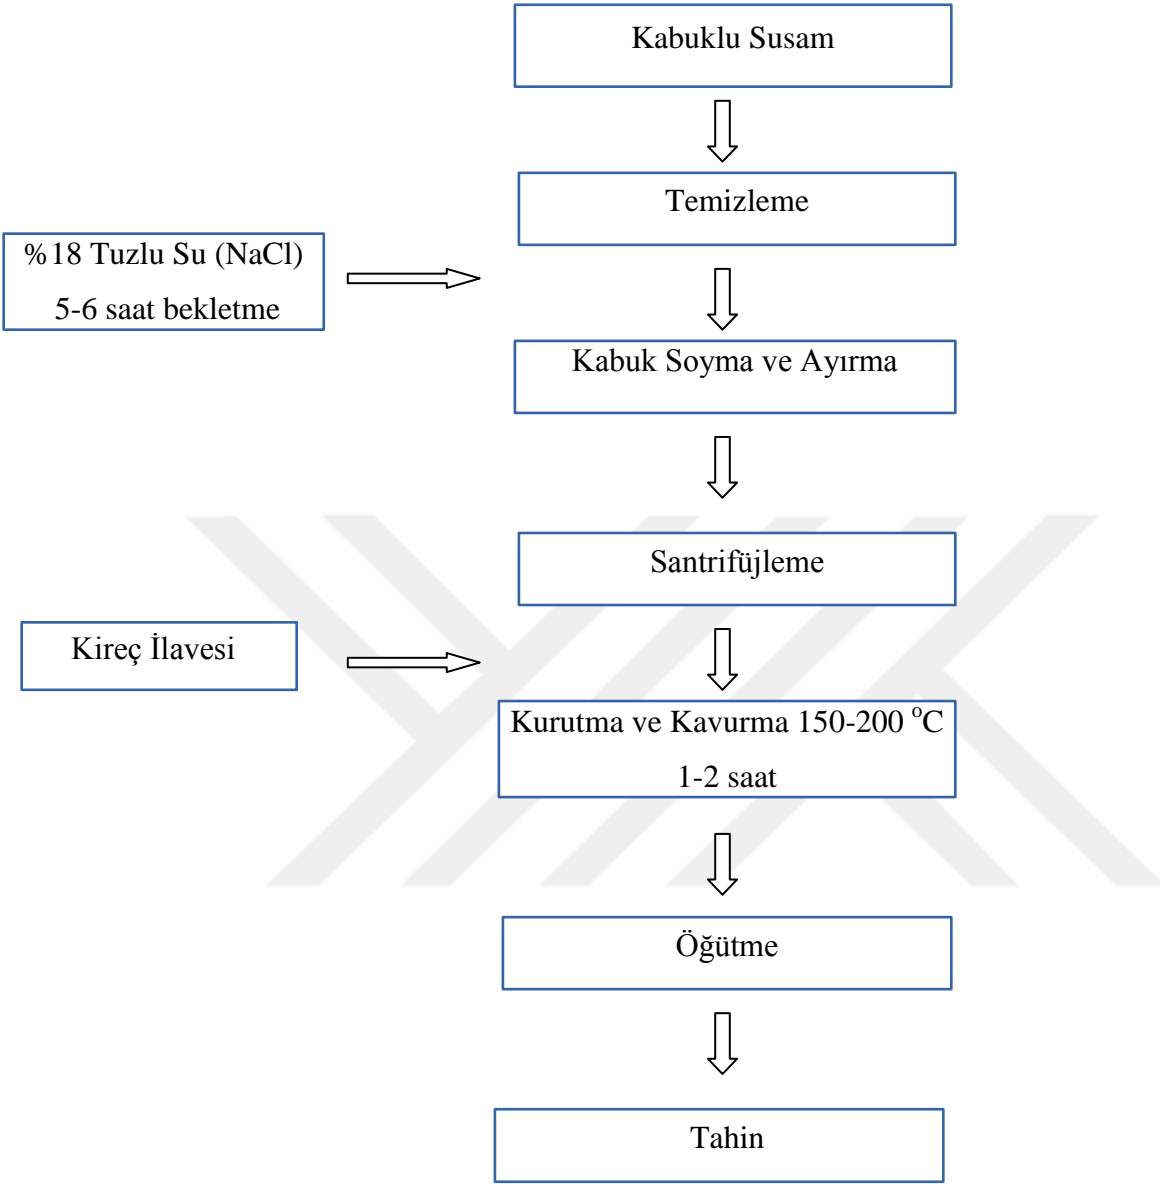 Kabuklu Susam
Temizleme
%18 Tuzlu Su (NaCl)
5-6 saat bekletme
Kabuk Soyma ve Ayırma
Santrifüjleme
Kireç İlavesi
Kurutma ve Kavurma 150-200 °C
1-2 saat
Öğütme
Tahin